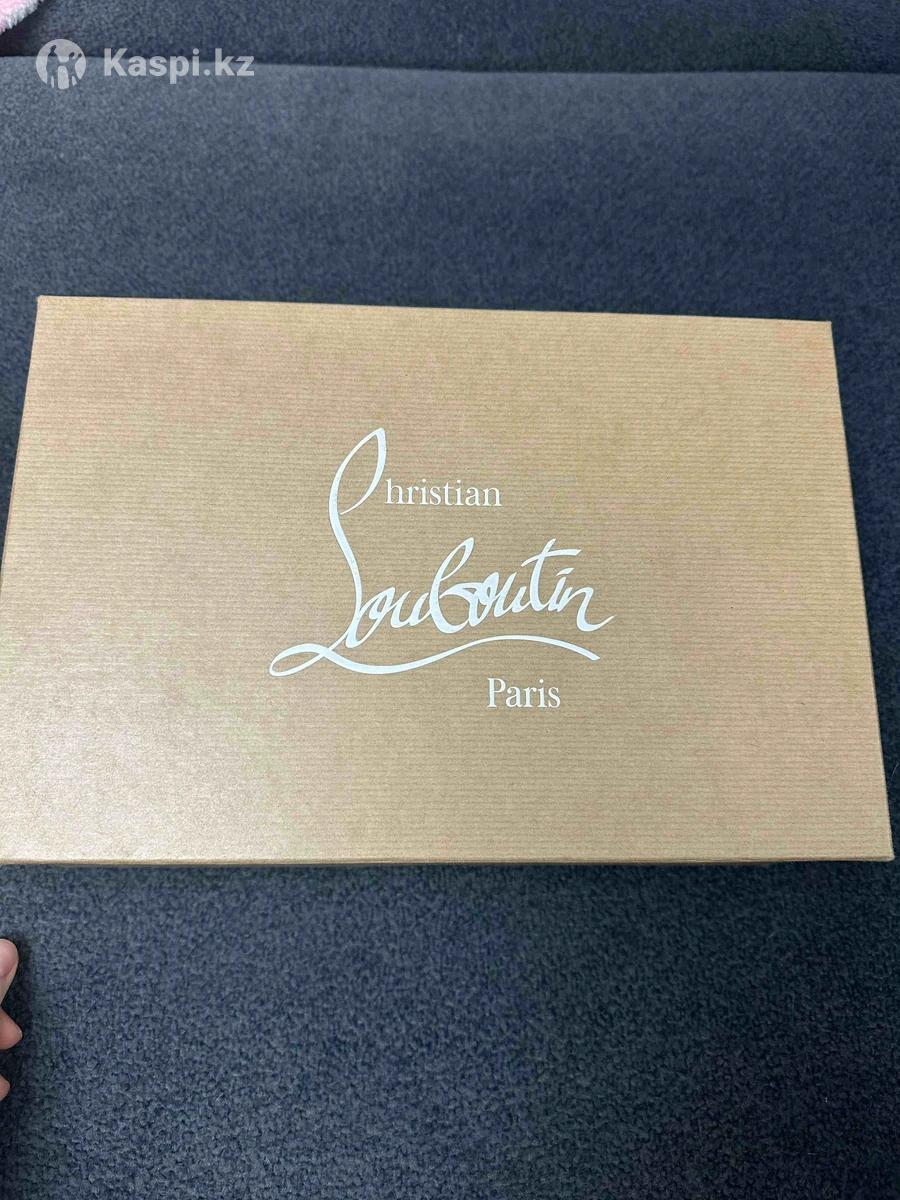 Kaspi.kz
Christian
Louboutin
Paris